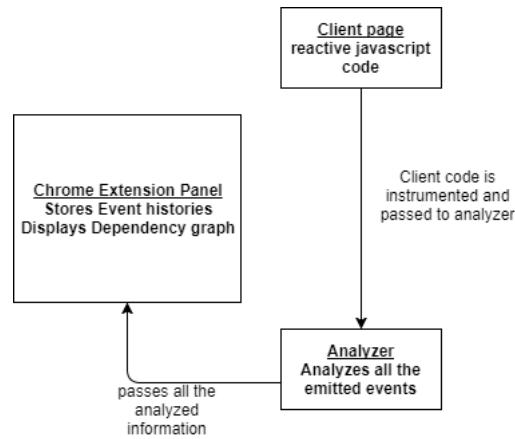 Client page
reactive javascript
code
Chrome Extension Panel
Stores Event histories
Displays Dependency graph
Client code is
instrumented and
passed to analyzer
Analyzer
Analyzes all the
emitted events
passes all the
analyzed
information